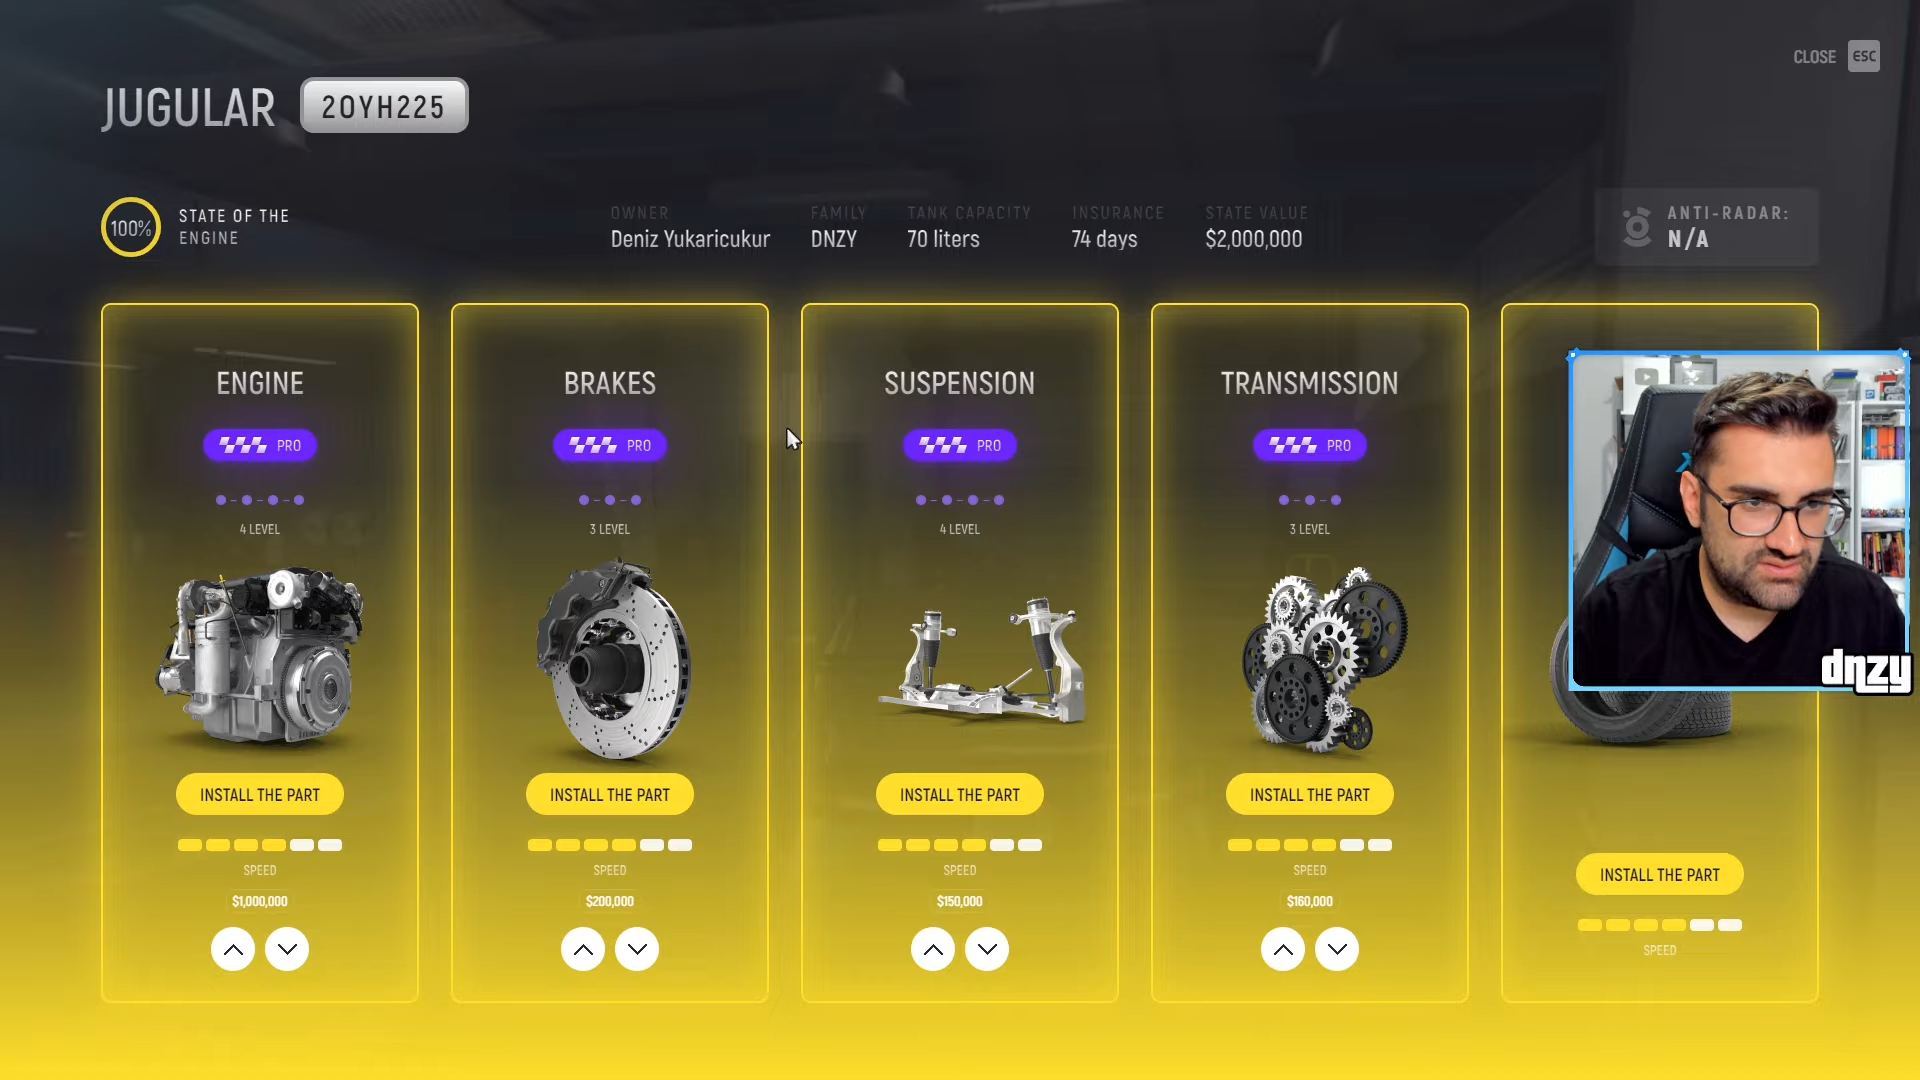 CLOSE ESC
JUGULAR 20YH225
100%
STATE OF THE
ENGINE
OWNER
Deniz Yukaricukur
FAMILY
DNZY
TANK CAPACITY
70 liters
INSURANCE
74 days
STATE VALUE
$2,000,000
ANTI-RADAR:
N/A
ENGINE
PRO
4 LEVEL
INSTALL THE PART
SPEED
$1,000,000
BRAKES
PRO
3 LEVEL
INSTALL THE PART
SPEED
$200,000
SUSPENSION
PRO
4 LEVEL
INSTALL THE PART
SPEED
$150,000
TRANSMISSION
PRO
3 LEVEL
INSTALL THE PART
SPEED
$160,000
dnzy
INSTALL THE PART
SPEED